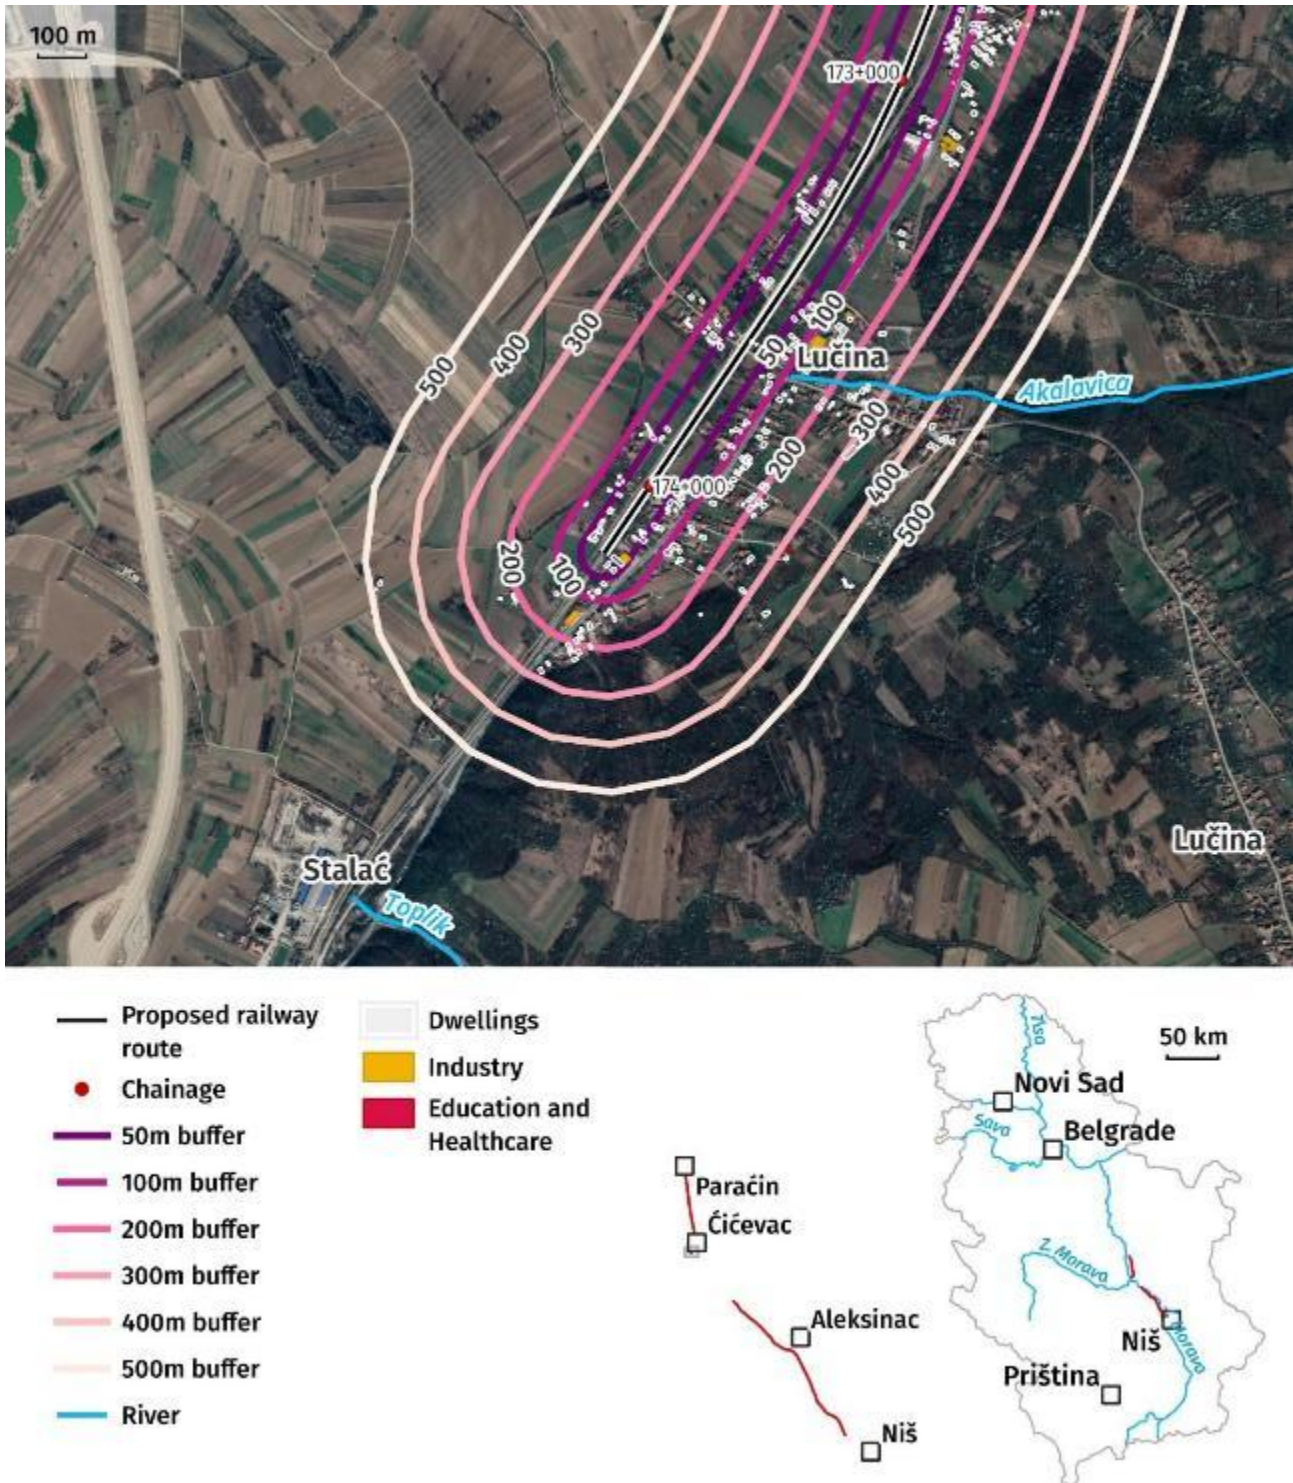 100 m
173+000
100
50
Lučina
300
400
500
Akalavica
300
200
400
500
174+000
200
100
Lučina
Stalać
Toplik
Proposed railway
route
Chainage
50m buffer
100m buffer
200m buffer
300m buffer
400m buffer
500m buffer
River
Dwellings
Industry
Education and
Healthcare
Paraćin
Ćićevac
Aleksinac
Niš
50 km
Tisa
Novi Sad
Sava
Belgrade
Z. Morava
Niš
Morava
Priština